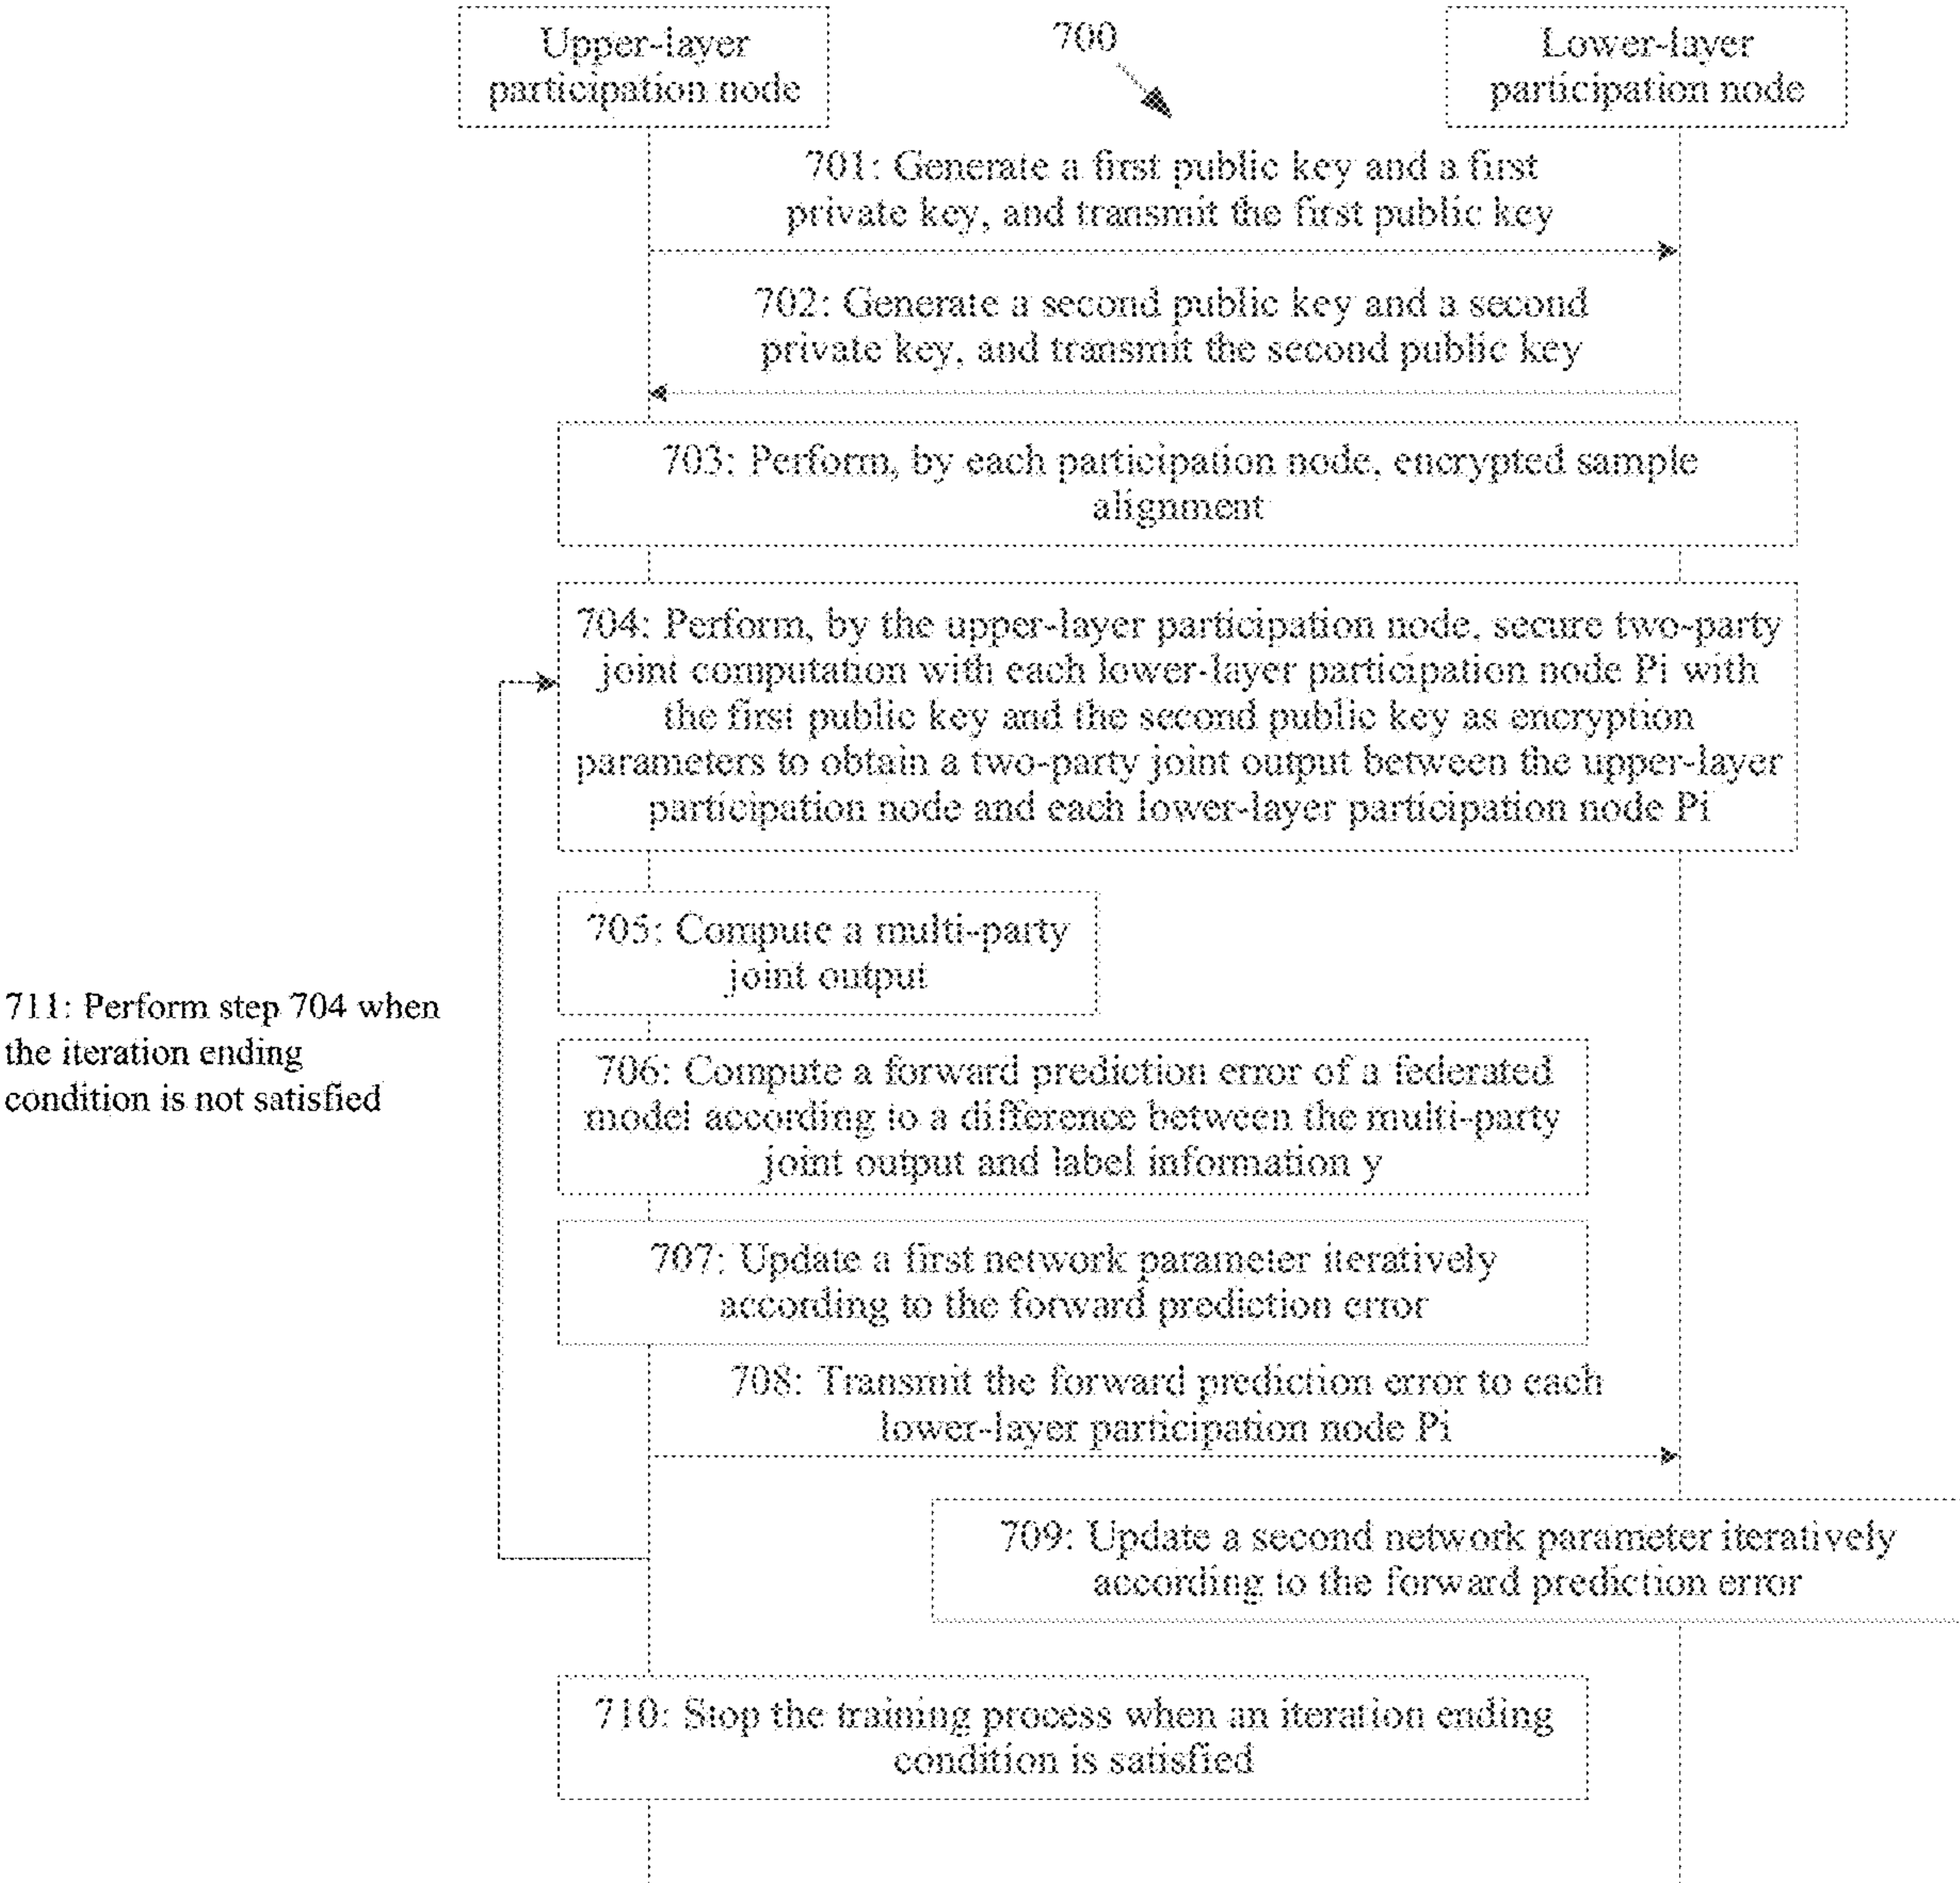 Upper-layer
participation node
700
Lower-layer
participation node
701: Generate a first public key and a first
private key, and transmit the first public key
702: Generate a second public key and a second
private key, and transmit the second public key
703: Perform, by each participation node, encrypted sample
alignment
704: Perform, by the upper-layer participation node, secure two-party
joint computation with each lower-layer participation node Pi with
the first public key and the second public key as encryption
parameters to obtain a two-party joint output between the upper-layer
participation node and each lower-layer participation node Pi
705: Compute a multi-party
joint output
711: Perform step 704 when
the iteration ending
condition is not satisfied
706: Compute a forward prediction error of a federated
model according to a difference between the multi-party
joint output and label information y
707: Update a first network parameter iteratively
according to the forward prediction error
708: Transmit the forward prediction error to each
lower-layer participation node Pi
709: Update a second network parameter iteratively
according to the forward prediction error
710: Stop the training process when an iteration ending
condition is satisfied